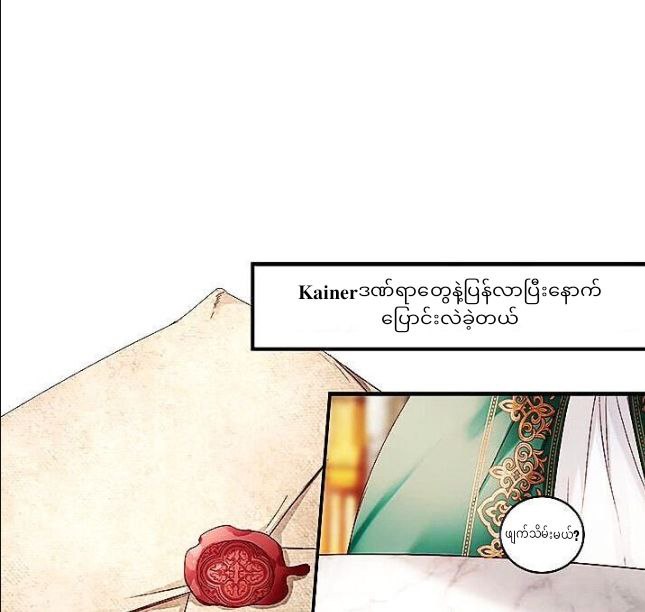 Kainerဒဏ်ရာတွေနဲ့ပြန်လာပြီးနောက်
ပြောင်းလဲခဲ့တယ်
ဖျက်သိမ်းမယ်?